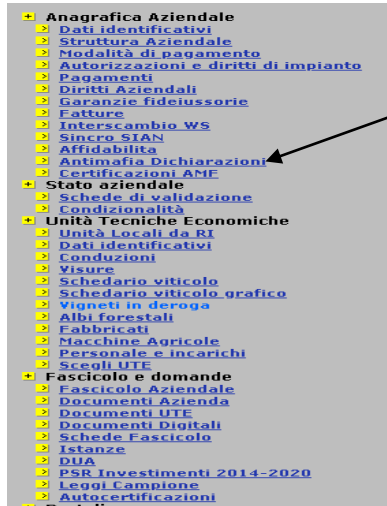 Anagrafica Aziendale
Dati identificativi
Struttura Aziendale
Modalità di pagamento
Autorizzazioni e diritti di impianto
Pagamenti
Diritti Aziendali
Garanzie fideiussorie
Fatture
Interscambio WS
Sincro SIAN
Affidabilita
Antimafia Dichiarazioni
Certificazioni AMF
Stato aziendale
Schede di validazione
Condizionalità
Unità Tecniche Economiche
Unità Locali da RI
Dati identificativi
Conduzioni
Visure
Schedario viticolo
Schedario viticolo grafico
Vigneti in deroga
Albi forestali
Fabbricati
Macchine Agricole
Personale e incarichi
Scegli UTE
Fascicolo e domande
Fascicolo Aziendale
Documenti Azienda
Documenti UTE
Documenti Digitali
Schede Fascicolo
Istanze
DUA
PSR Investimenti 2014-2020
Leggi Campione
Autocertificazioni